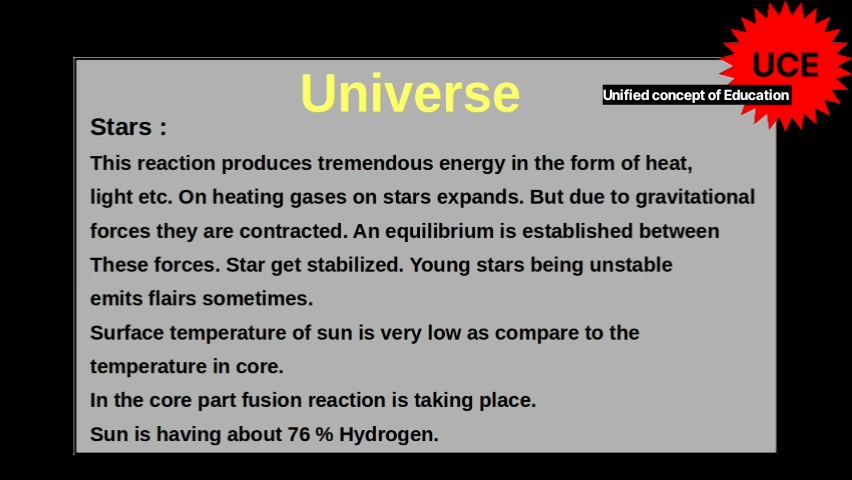 UCE
Universe
Unified concept of Education
Stars :
This reaction produces tremendous energy in the form of heat,
light etc. On heating gases on stars expands. But due to gravitational
forces they are contracted. An equilibrium is established between
These forces. Star get stabilized. Young stars being unstable
emits flairs sometimes.
Surface temperature of sun is very low as compare to the
temperature in core.
In the core part fusion reaction is taking place.
Sun is having about 76 % Hydrogen.